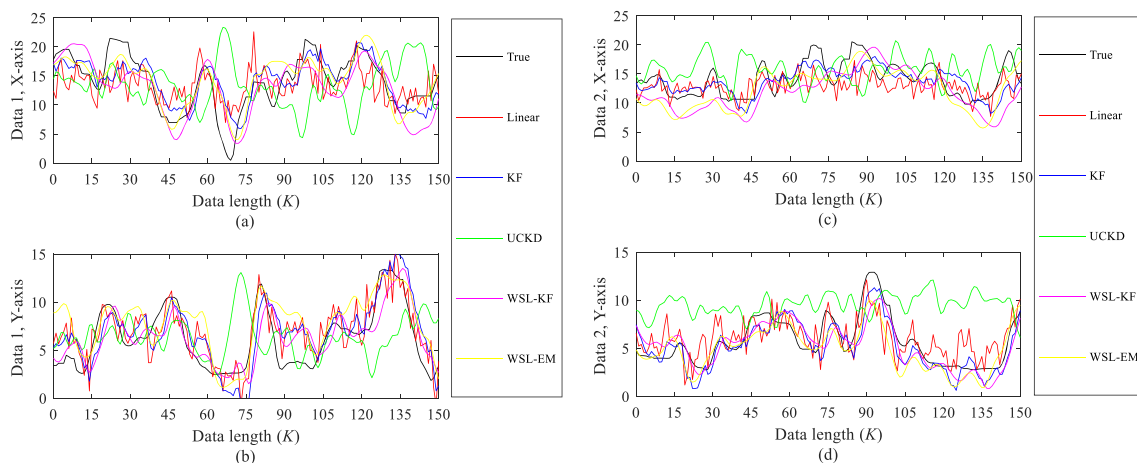 Data 1, X-axis
25
20
15
10
5
0
0 15 30 45 60 75 90 105 120 135 150
Data length (K)
(a)
Data 1, Y-axis
15
10
5
0
0 15 30 45 60 75 90 105 120 135 150
Data length (K)
(b)
True
Linear
KF
UCKD
WSL-KF
WSL-EM
Data 2, X-axis
25
20
15
10
5
0
0 15 30 45 60 75 90 105 120 135 150
Data length (K)
(c)
Data 2, Y-axis
15
10
5
0
0 15 30 45 60 75 90 105 120 135 150
Data length (K)
(d)
True
Linear
KF
UCKD
WSL-KF
WSL-EM